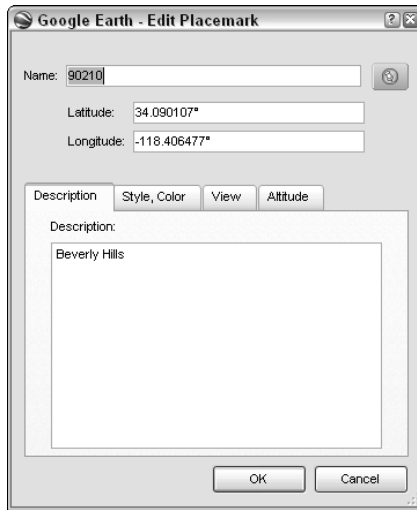 Google Earth - Edit Placemark
Name: 90210
Latitude: 34.090107°
Longitude: -118.406477°
Description Style, Color View Altitude
Description:
Beverly Hills
OK Cancel